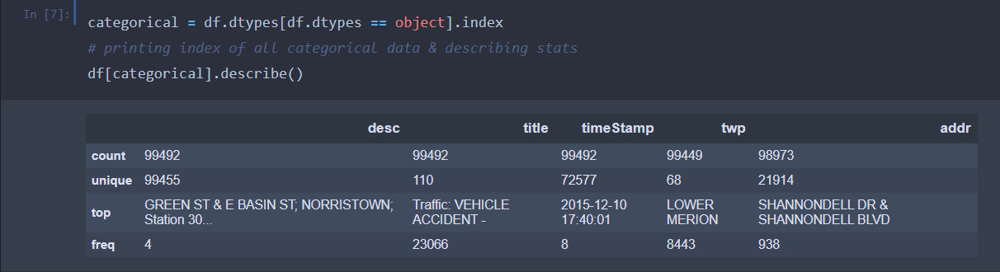 In [7]:
categorical = df.dtypes[df.dtypes == object].index
# printing index of all categorical data & describing stats
df[categorical].describe()
desc title timeStamp twp addr
count 99492 99492 99492 99449 98973
unique 99455 110 72577 68 21914
top GREEN ST & E BASIN ST; NORRISTOWN; Traffic: VEHICLE 2015-12-10 LOWER SHANNONDELL DR &
Station 30... ACCIDENT - 17:40:01 MERION SHANNONDELL BLVD
freq 4 23066 8 8443 938